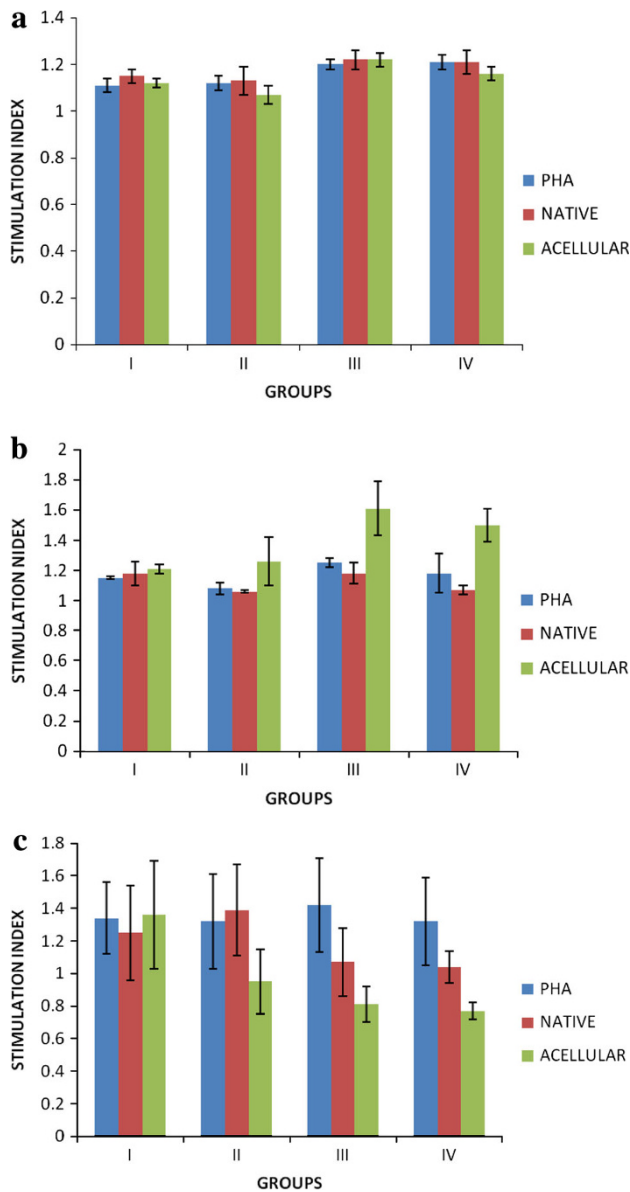 a
1.4
1.2
1
0.8
0.6
0.4
0.2
0
STIMULATION INDEX
I II III IV
GROUPS
PHA
NATIVE
ACELLULAR
b
2
1.8
1.6
1.4
1.2
1
0.8
0.6
0.4
0.2
0
STIMULATION NIDEX
I II III IV
GROUPS
PHA
NATIVE
ACELLULAR
c
1.8
1.6
1.4
1.2
1
0.8
0.6
0.4
0.2
0
STIMULATION INDEX
I II III IV
GROUPS
PHA
NATIVE
ACELLULAR